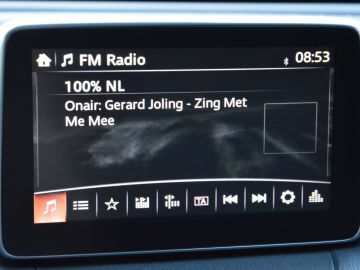 FM Radio 08:53
100% NL
Onair: Gerard Joling - Zing Met
Me Mee
TA